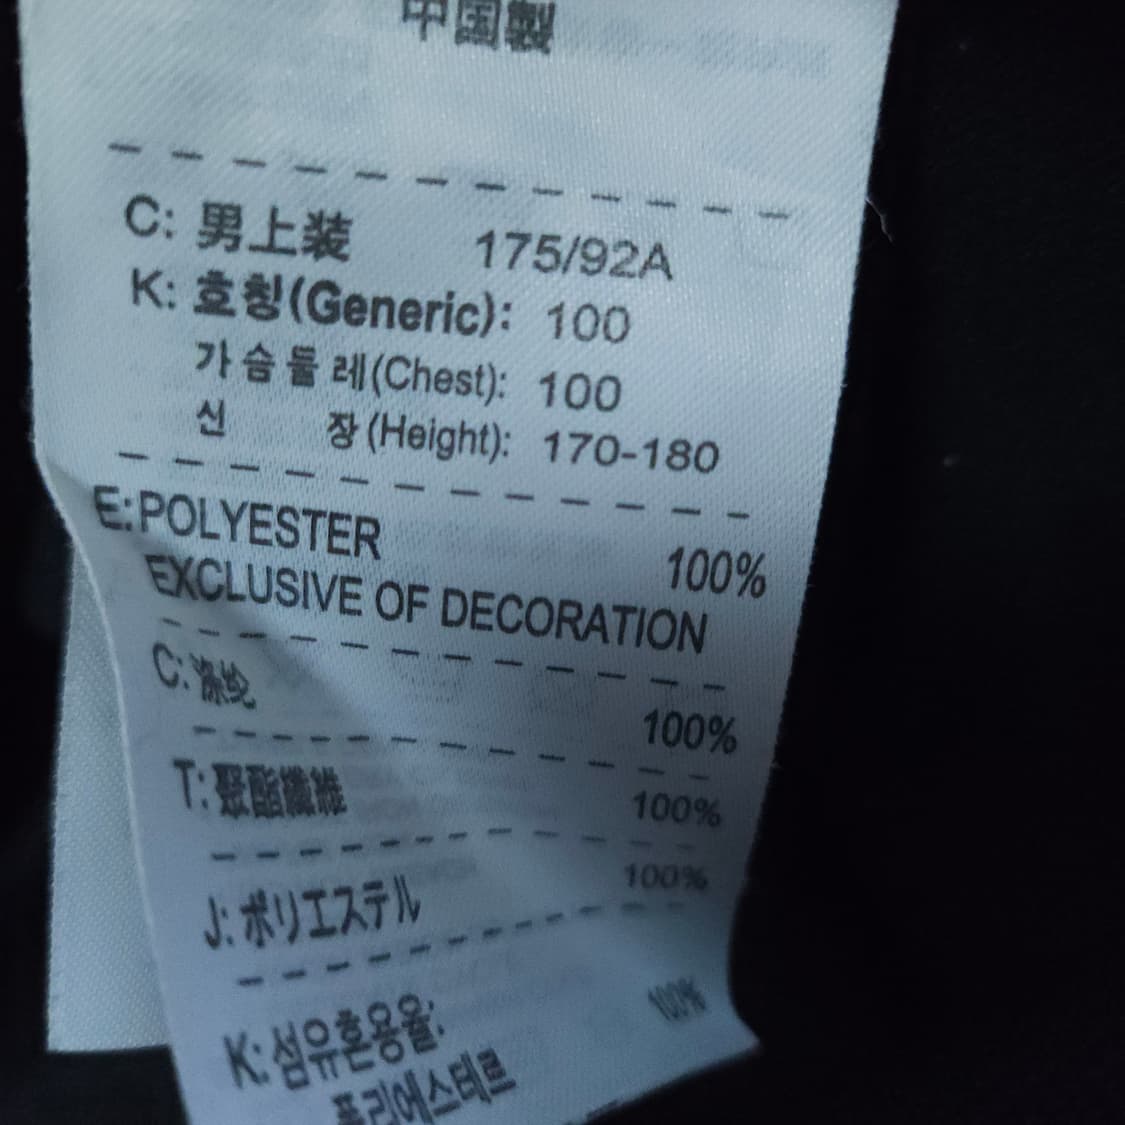 中国製
C: 男上装 175/92A
K: 호칭(Generic): 100
가슴둘레(Chest): 100
신 장(Height): 170-180
E: POLYESTER 100%
EXCLUSIVE OF DECORATION
C: 涤纶 100%
T: 聚酯纖維 100%
J: ポリエステル 100%
K: 섬유혼용율: 100%
폴리에스테르